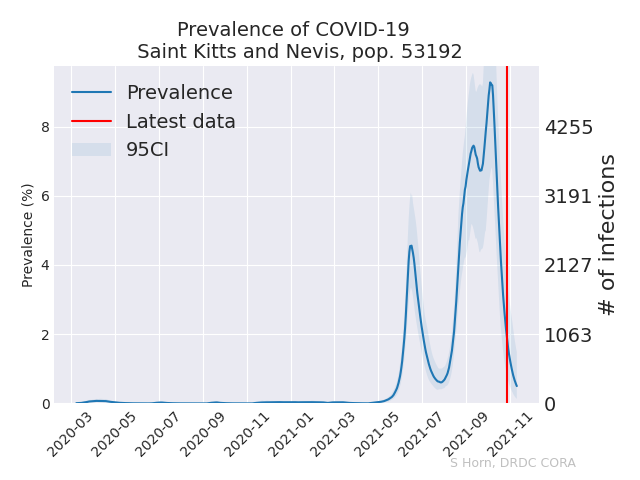 Prevalence of COVID-19
Saint Kitts and Nevis, pop. 53192
Prevalence
Latest data
95CI
Prevalence (%)
8
6
4
2
0
4255
3191
2127
1063
0
# of infections
2020-03
2020-05
2020-07
2020-09
2020-11
2021-01
2021-03
2021-05
2021-07
2021-09
2021-11
S Horn, DRDC CORA